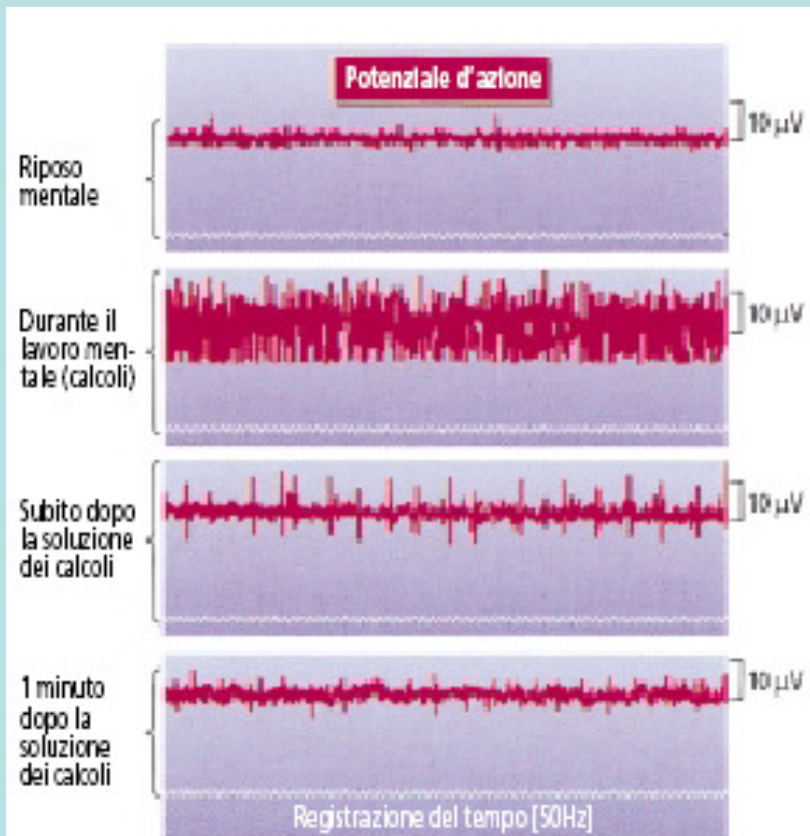 Potenziale d'azione
10 µV
Riposo
mentale
10 µV
Durante il
lavoro men-
tale (calcoli)
10 µV
Subito dopo
la soluzione
dei calcoli
10 µV
1 minuto
dopo la
soluzione
dei calcoli
Registrazione del tempo [50Hz]